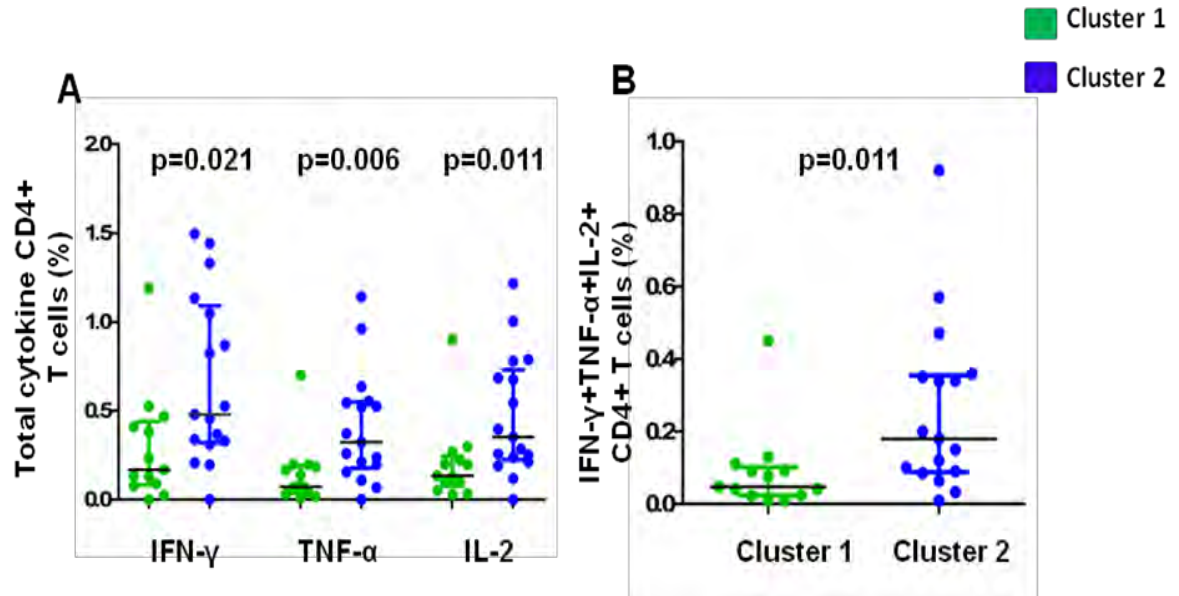 Cluster 1
Cluster 2
A
Total cytokine CD4+
T cells (%)
2.0
1.5
1.0
0.5
0.0
p=0.021
p=0.006
p=0.011
IFN-γ
TNF-α
IL-2
B
IFN-γ+TNF-α+IL-2+
CD4+ T cells (%)
1.0
0.8
0.6
0.4
0.2
0.0
p=0.011
Cluster 1
Cluster 2